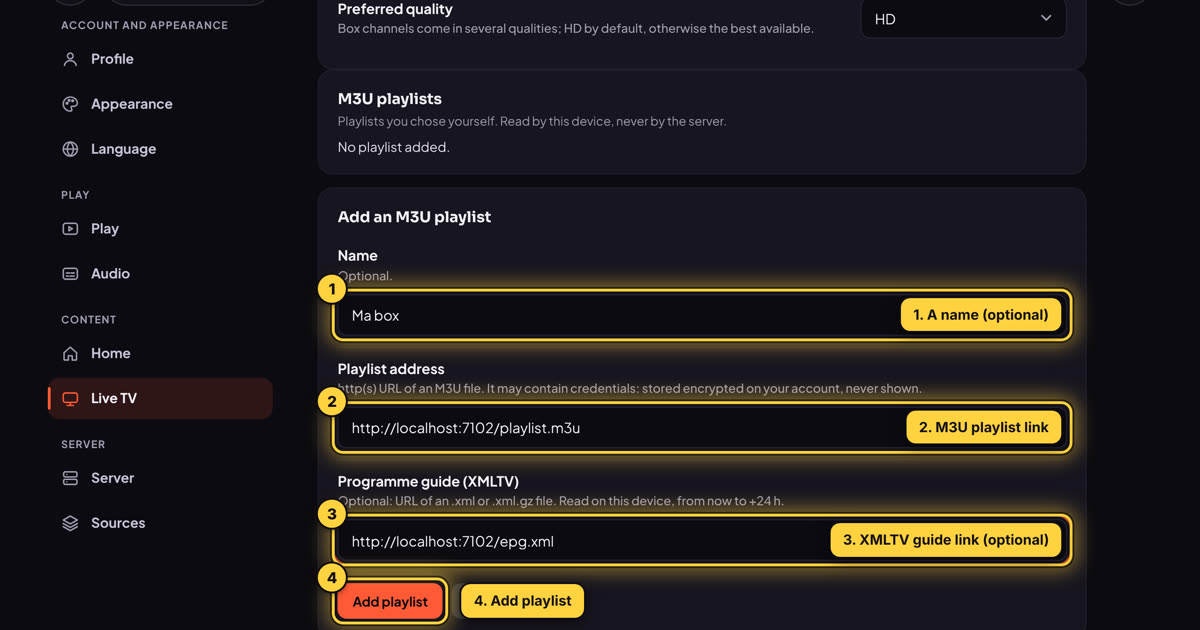 ACCOUNT AND APPEARANCE
Profile
Appearance
Language
PLAY
Play
Audio
CONTENT
Home
Live TV
SERVER
Server
Sources
Preferred quality
Box channels come in several qualities; HD by default, otherwise the best available.
HD
M3U playlists
Playlists you chose yourself. Read by this device, never by the server.
No playlist added.
Add an M3U playlist
Name
Optional.
1
Ma box
1. A name (optional)
Playlist address
http(s) URL of an M3U file. It may contain credentials: stored encrypted on your account, never shown.
2
http://localhost:7102/playlist.m3u
2. M3U playlist link
Programme guide (XMLTV)
Optional: URL of an .xml or .xml.gz file. Read on this device, from now to +24 h.
3
http://localhost:7102/epg.xml
3. XMLTV guide link (optional)
4
Add playlist
4. Add playlist